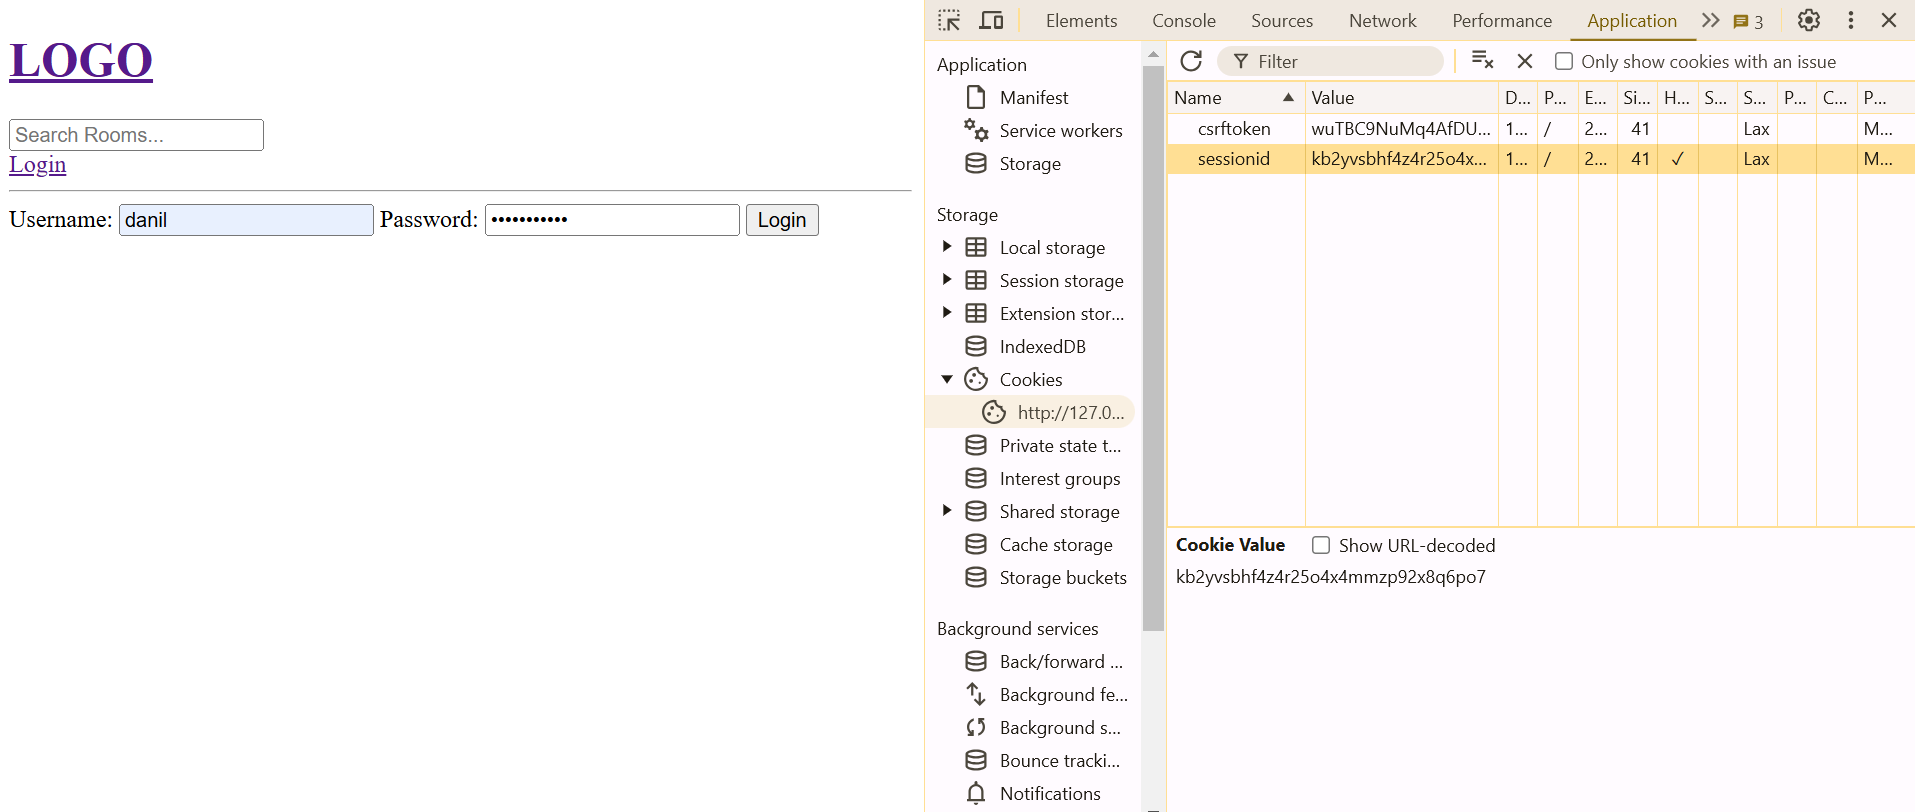 LOGO
Search Rooms...
Login
Username: danil Password: ••••••••••• Login
Elements Console Sources Network Performance Application 3
Application
Manifest
Service workers
Storage
Storage
Local storage
Session storage
Extension stor...
IndexedDB
Cookies
http://127.0...
Private state t...
Interest groups
Shared storage
Cache storage
Storage buckets
Background services
Back/forward ...
Background fe...
Background s...
Bounce tracki...
Notifications
Filter Only show cookies with an issue
Name Value D... P... E... Si... H... S... S... P... C... P...
csrftoken wuTBC9NuMq4AfDU... 1... / 2... 41 Lax M...
sessionid kb2yvsbhf4z4r25o4x... 1... / 2... 41 ✓ Lax M...
Cookie Value Show URL-decoded
kb2yvsbhf4z4r25o4x4mmzp92x8q6po7